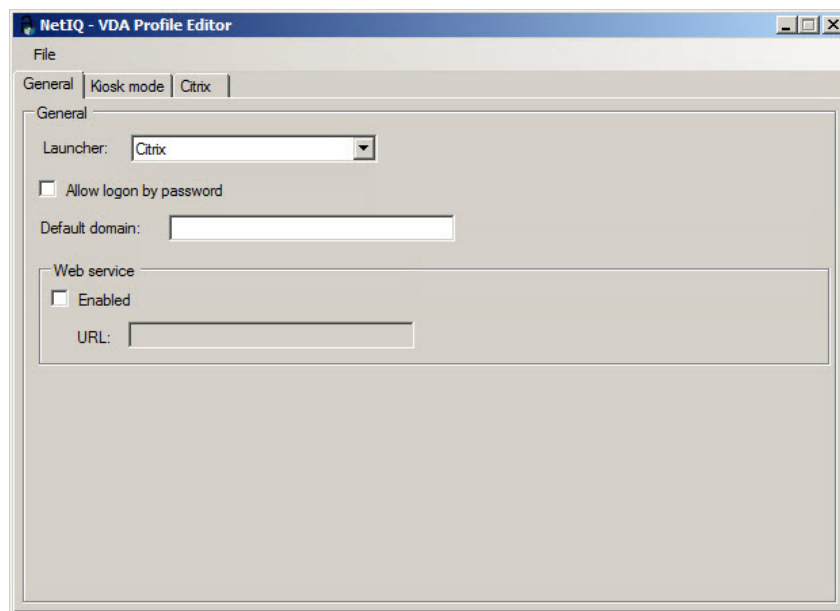 NetIQ - VDA Profile Editor
File
General Kiosk mode Citrix
General
Launcher: Citrix
Allow logon by password
Default domain:
Web service
Enabled
URL: